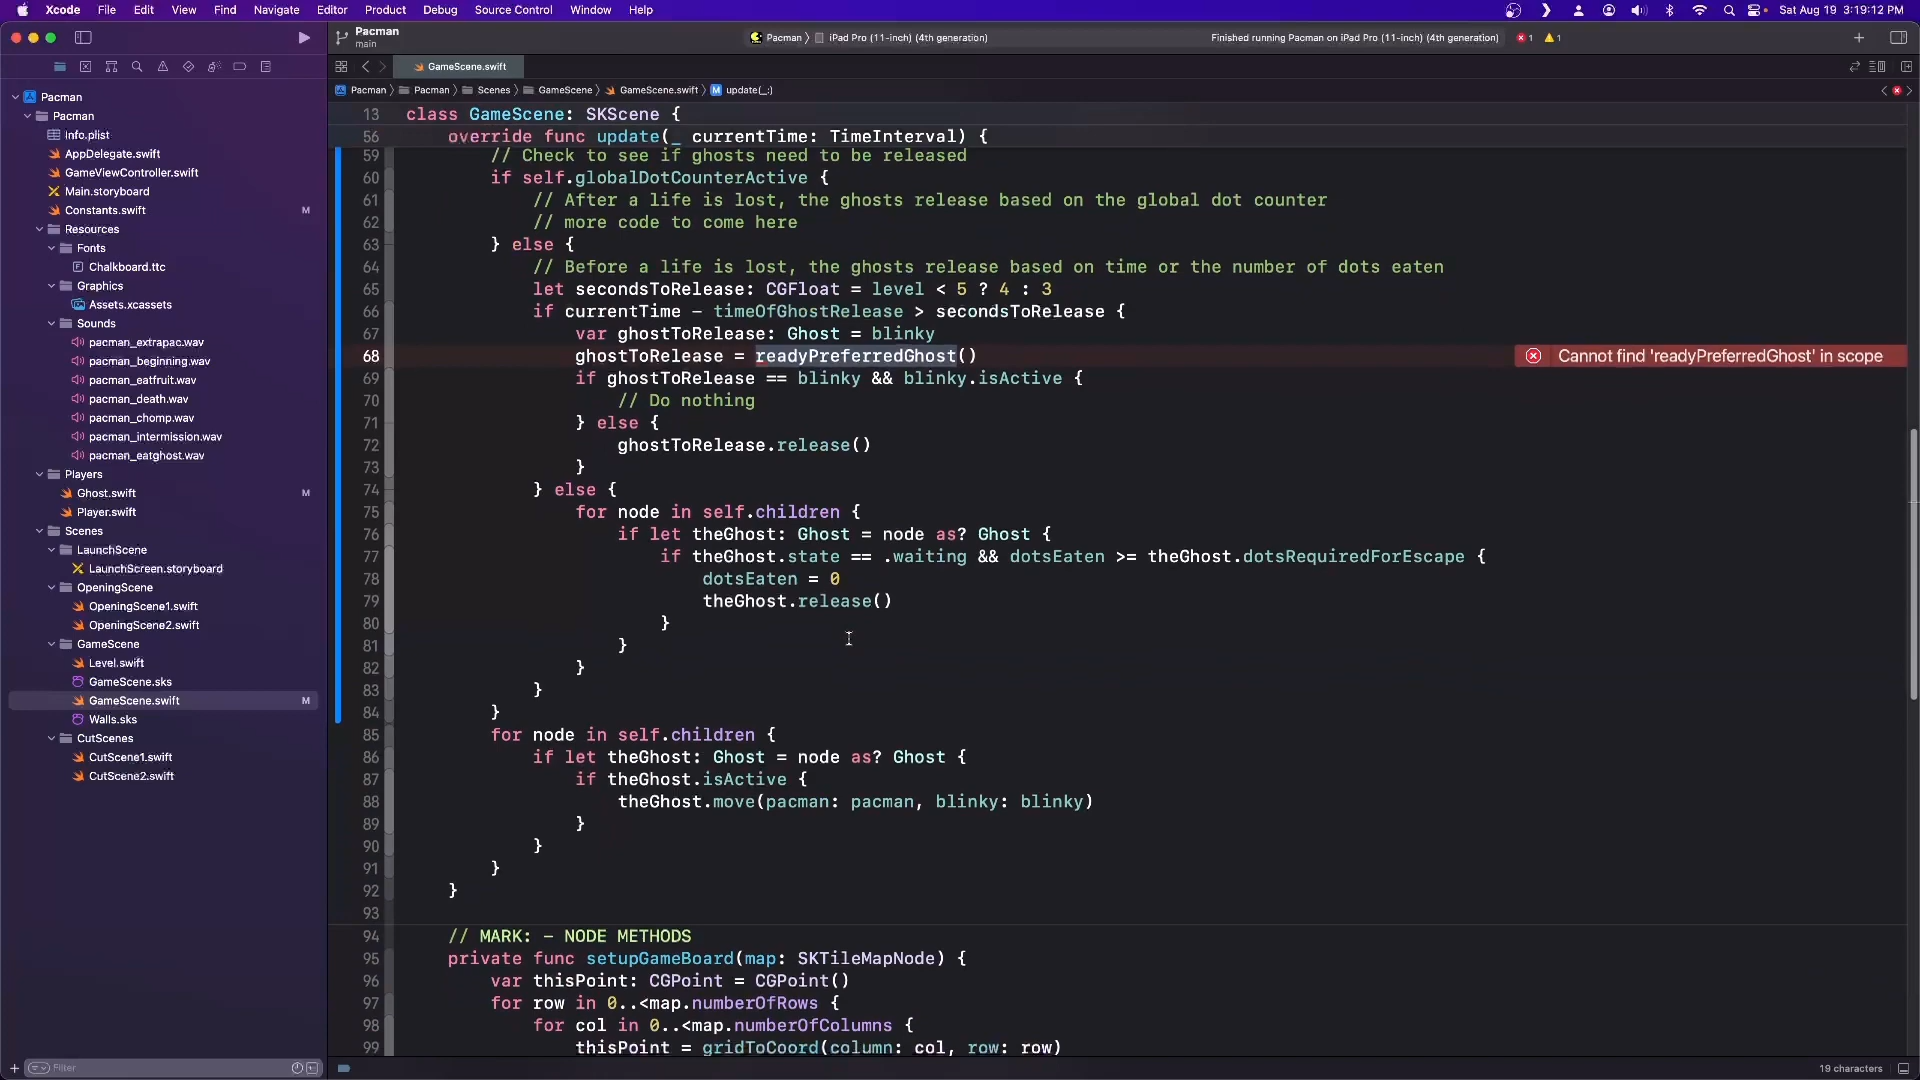 Xcode File Edit View Find Navigate Editor Product Debug Source Control Window Help
Sat Aug 19 3:19:12 PM
Pacman
main
Pacman 〉 iPad Pro (11-inch) (4th generation)
Finished running Pacman on iPad Pro (11-inch) (4th generation)
1 1
GameScene.swift
Pacman 〉 Pacman 〉 Scenes 〉 GameScene 〉 GameScene.swift 〉 M update(_:)
Pacman
Pacman
Info.plist
AppDelegate.swift
GameViewController.swift
Main.storyboard
Constants.swift M
Resources
Fonts
Chalkboard.ttc
Graphics
Assets.xcassets
Sounds
pacman_extrapac.wav
pacman_beginning.wav
pacman_eatfruit.wav
pacman_death.wav
pacman_chomp.wav
pacman_intermission.wav
pacman_eatghost.wav
Players
Ghost.swift M
Player.swift
Scenes
LaunchScene
LaunchScreen.storyboard
OpeningScene
OpeningScene1.swift
OpeningScene2.swift
GameScene
Level.swift
GameScene.sks
GameScene.swift M
Walls.sks
CutScenes
CutScene1.swift
CutScene2.swift
Filter
13 class GameScene: SKScene {
56 override func update(_ currentTime: TimeInterval) {
59 // Check to see if ghosts need to be released
60 if self.globalDotCounterActive {
61 // After a life is lost, the ghosts release based on the global dot counter
62 // more code to come here
63 } else {
64 // Before a life is lost, the ghosts release based on time or the number of dots eaten
65 let secondsToRelease: CGFloat = level < 5 ? 4 : 3
66 if currentTime - timeOfGhostRelease > secondsToRelease {
67 var ghostToRelease: Ghost = blinky
68 ghostToRelease = readyPreferredGhost()
Cannot find 'readyPreferredGhost' in scope
69 if ghostToRelease == blinky && blinky.isActive {
70 // Do nothing
71 } else {
72 ghostToRelease.release()
73 }
74 } else {
75 for node in self.children {
76 if let theGhost: Ghost = node as? Ghost {
77 if theGhost.state == .waiting && dotsEaten >= theGhost.dotsRequiredForEscape {
78 dotsEaten = 0
79 theGhost.release()
80 }
81 }
82 }
83 }
84 }
85 for node in self.children {
86 if let theGhost: Ghost = node as? Ghost {
87 if theGhost.isActive {
88 theGhost.move(pacman: pacman, blinky: blinky)
89 }
90 }
91 }
92 }
93
94 // MARK: - NODE METHODS
95 private func setupGameBoard(map: SKTileMapNode) {
96 var thisPoint: CGPoint = CGPoint()
97 for row in 0..<map.numberOfRows {
98 for col in 0..<map.numberOfColumns {
99 thisPoint = gridToCoord(column: col, row: row)
19 characters